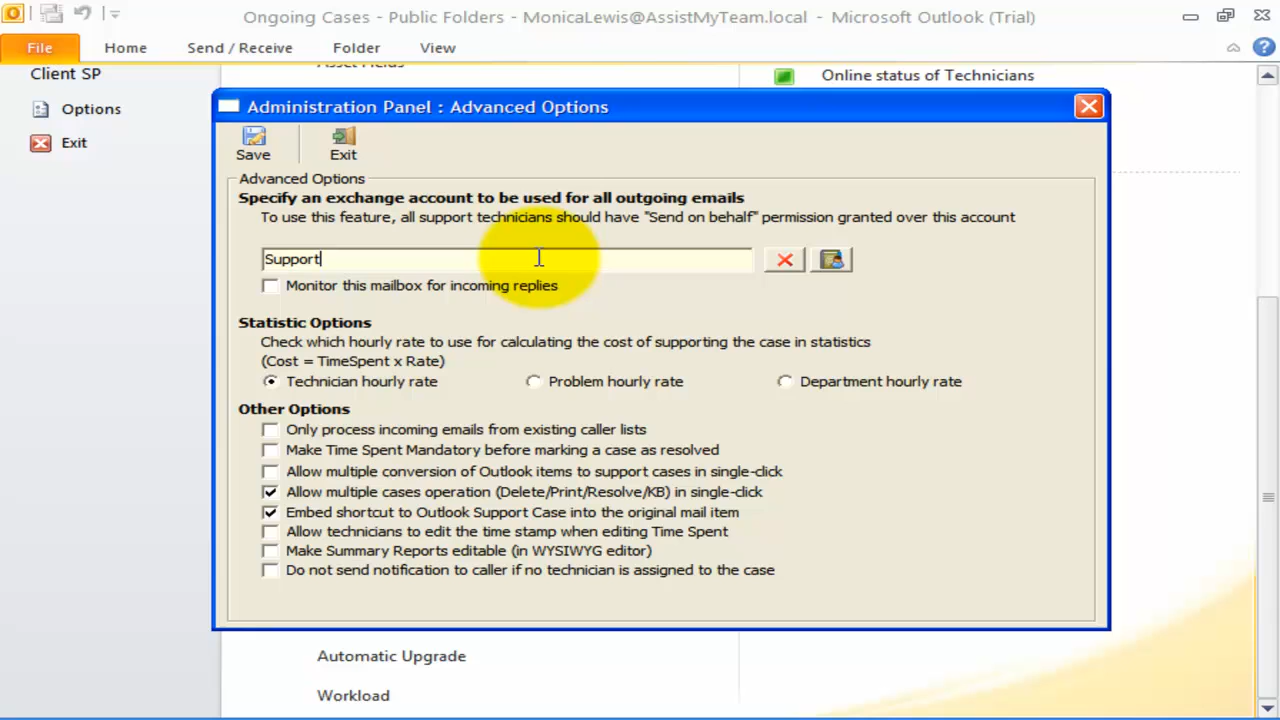 Ongoing Cases - Public Folders - MonicaLewis@AssistMyTeam.local - Microsoft Outlook (Trial)
File Home Send / Receive Folder View
Client SP
Options
Exit
Asset Fields
Online status of Technicians
Administration Panel : Advanced Options
Save Exit
Advanced Options
Specify an exchange account to be used for all outgoing emails
To use this feature, all support technicians should have "Send on behalf" permission granted over this account
Support
Monitor this mailbox for incoming replies
Statistic Options
Check which hourly rate to use for calculating the cost of supporting the case in statistics
(Cost = TimeSpent x Rate)
Technician hourly rate Problem hourly rate Department hourly rate
Other Options
Only process incoming emails from existing caller lists
Make Time Spent Mandatory before marking a case as resolved
Allow multiple conversion of Outlook items to support cases in single-click
Allow multiple cases operation (Delete/Print/Resolve/KB) in single-click
Embed shortcut to Outlook Support Case into the original mail item
Allow technicians to edit the time stamp when editing Time Spent
Make Summary Reports editable (in WYSIWYG editor)
Do not send notification to caller if no technician is assigned to the case
Automatic Upgrade
Workload